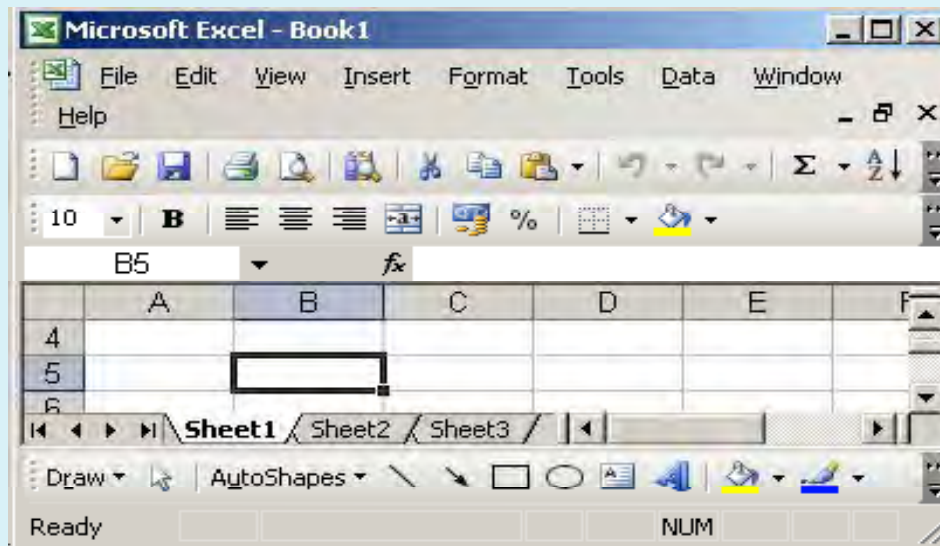 Microsoft Excel - Book1
File Edit View Insert Format Tools Data Window
Help
Σ A Z
10 B a %
B5 fx
A B C D E F
4
5
6
Sheet1 Sheet2 Sheet3
Draw AutoShapes A
Ready NUM